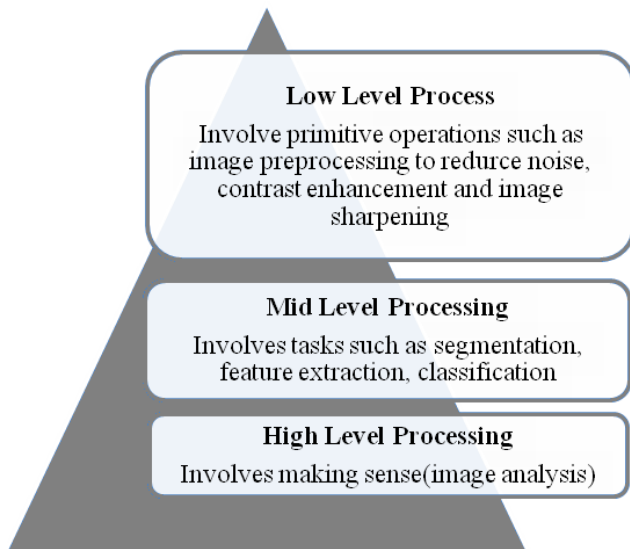 Low Level Process
Involve primitive operations such as
image preprocessing to redurce noise,
contrast enhancement and image
sharpening
Mid Level Processing
Involves tasks such as segmentation,
feature extraction, classification
High Level Processing
Involves making sense(image analysis)